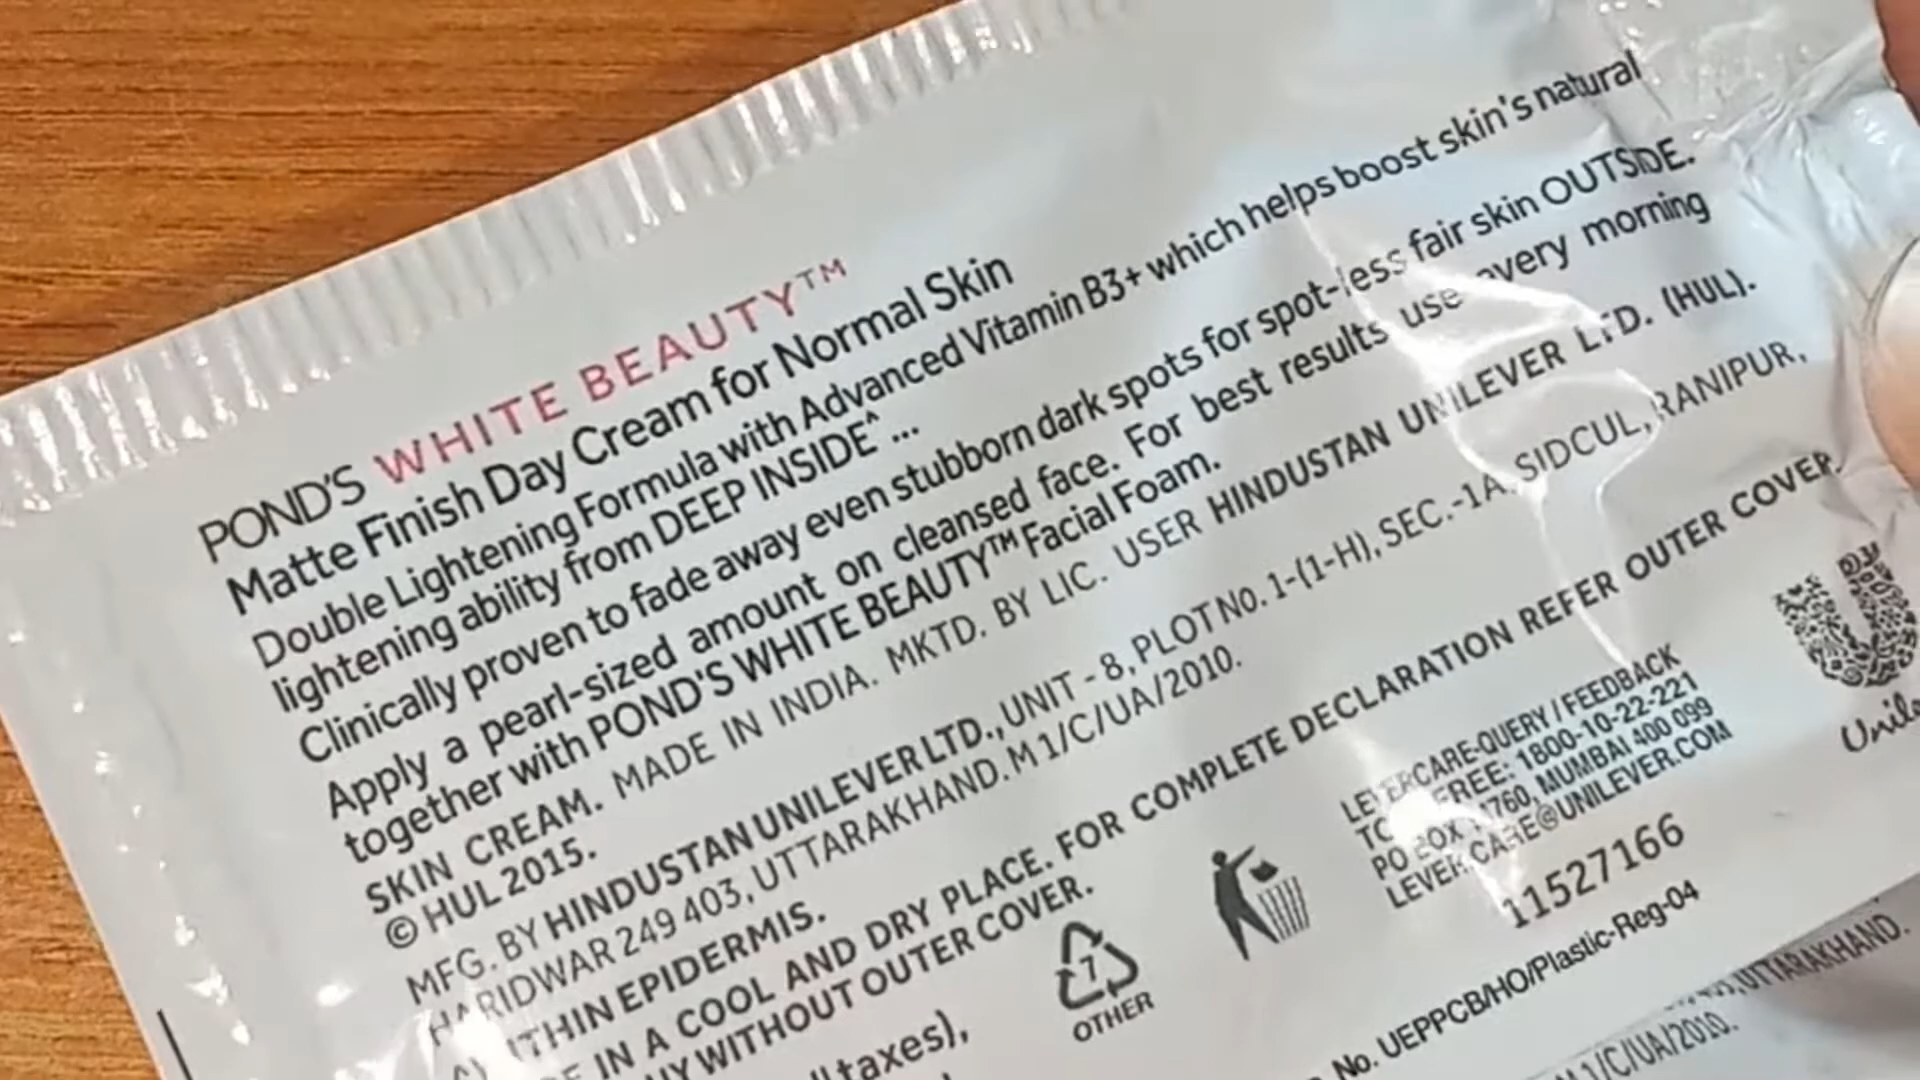 POND'S WHITE BEAUTY™
Matte Finish Day Cream for Normal Skin
Double Lightening Formula with Advanced Vitamin B3+ which helps boost skin's natural
lightening ability from DEEP INSIDE^ ...
Clinically proven to fade away even stubborn dark spots for spot-less fair skin OUTSIDE.
Apply a pearl-sized amount on cleansed face. For best results use every morning
together with POND'S WHITE BEAUTY™ Facial Foam.
SKIN CREAM. MADE IN INDIA. MKTD. BY LIC. USER HINDUSTAN UNILEVER LTD. (HUL).
© HUL 2015.
MFG. BY HINDUSTAN UNILEVER LTD., UNIT - 8, PLOT No. 1-(1-H), SEC.-1A, SIDCUL, RANIPUR,
HARIDWAR 249 403, UTTARAKHAND. M 1/C/UA/2010.
WITHIN EPIDERMIS.
IN A COOL AND DRY PLACE. FOR COMPLETE DECLARATION REFER OUTER COVER.
WITHOUT OUTER COVER.
taxes),
7
OTHER
LEVERCARE-QUERY / FEEDBACK
FREE: 1800-10-22-221
PO BOX 760, MUMBAI 400 099
LEVER.CARE@UNILEVER.COM
11527166
No. UEPPCB/HO/Plastic-Reg-04
UTTARAKHAND.
1/C/UA/2010.